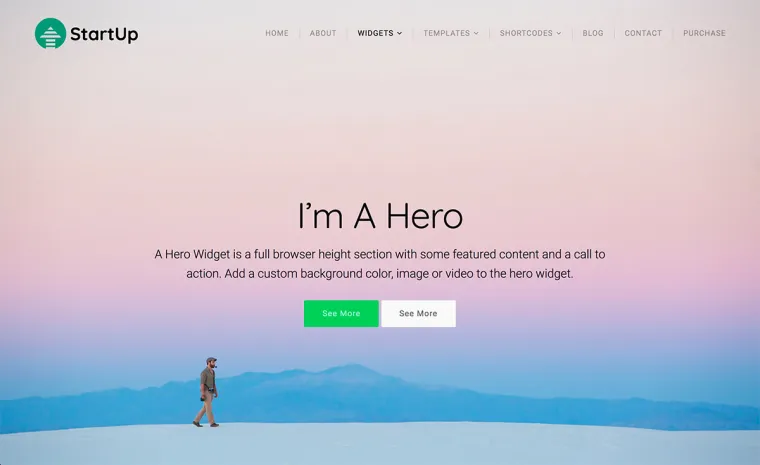 StartUp
HOME ABOUT WIDGETS TEMPLATES SHORTCODES BLOG CONTACT PURCHASE
I'm A Hero
A Hero Widget is a full browser height section with some featured content and a call to
action. Add a custom background color, image or video to the hero widget.
See More See More